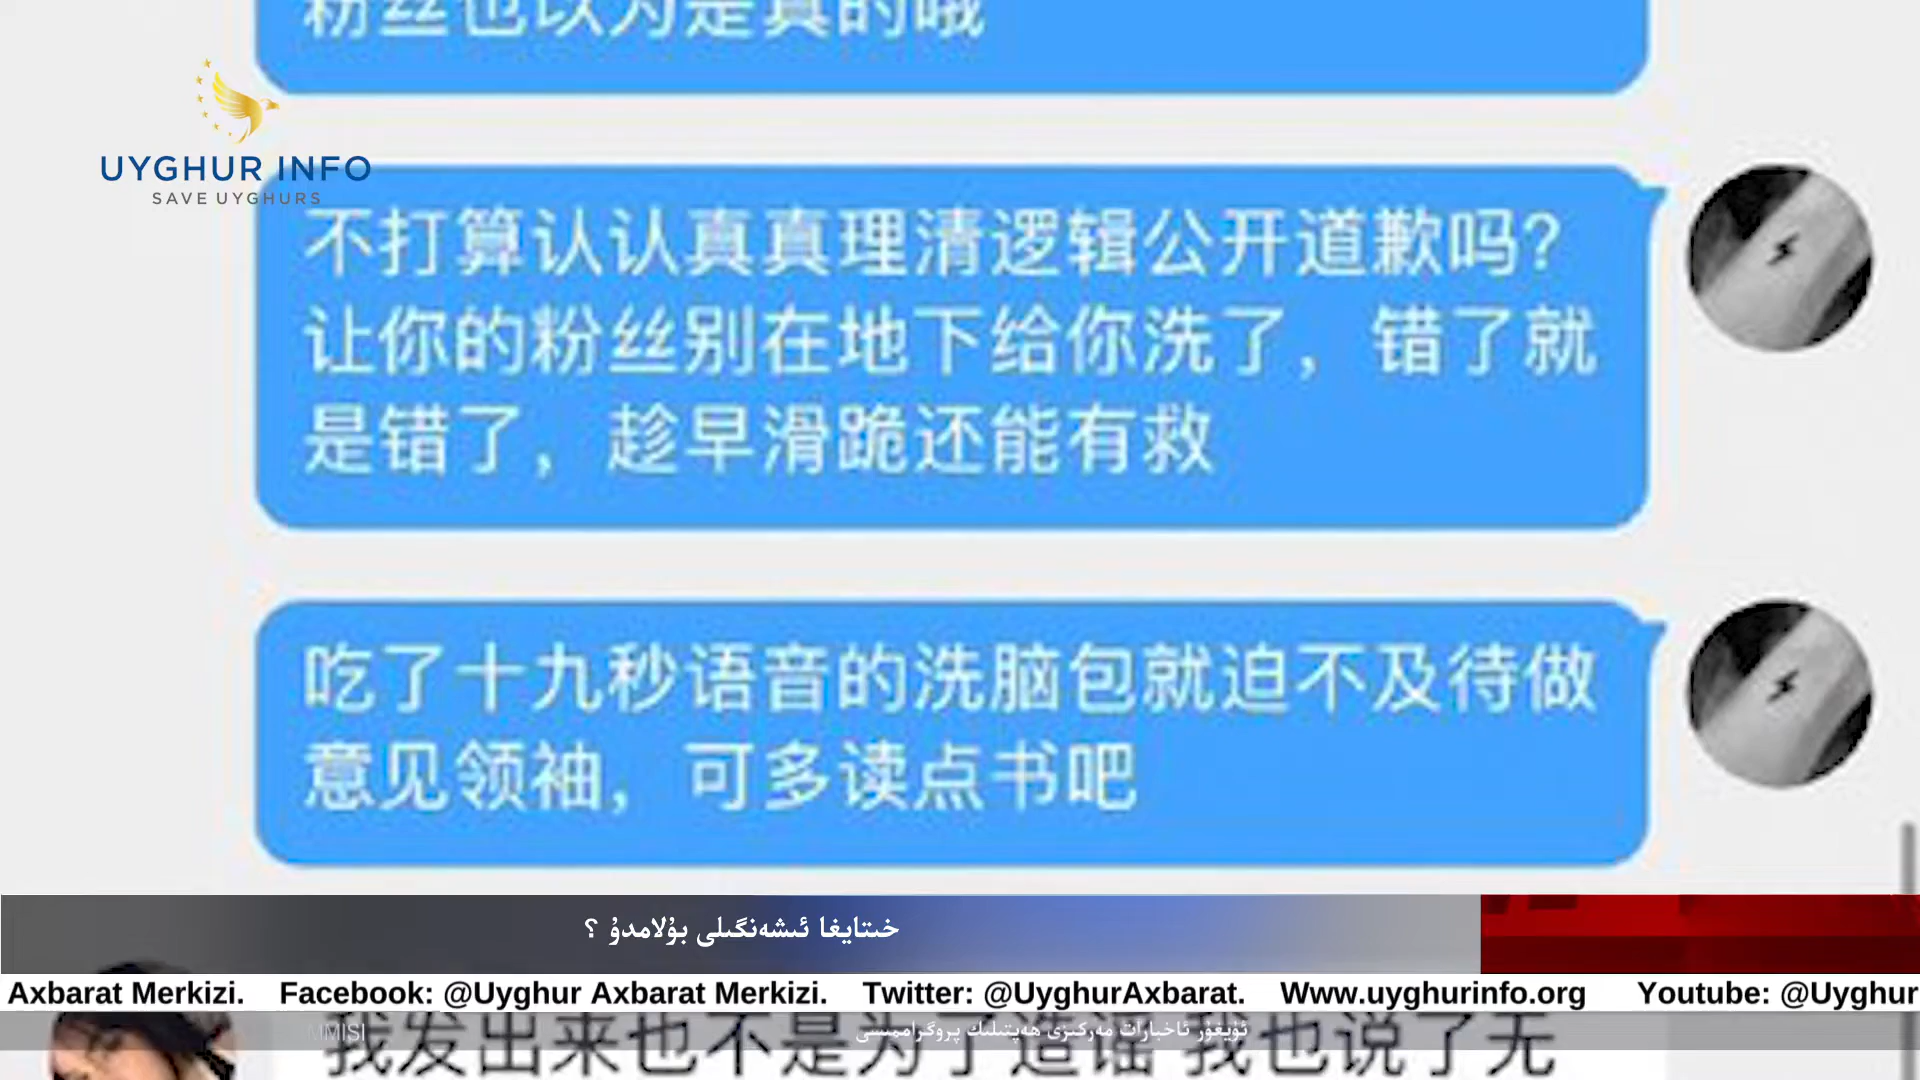 粉丝也以为是真的哦
UYGHUR INFO
SAVE UYGHURS
不打算认认真真理清逻辑公开道歉吗?
让你的粉丝别在地下给你洗了，错了就
是错了，趁早滑跪还能有救
吃了十九秒语音的洗脑包就迫不及待做
意见领袖，可多读点书吧
خىتايغا ئىشەنگىلى بۇلامدۇ ؟
Axbarat Merkizi. Facebook: @Uyghur Axbarat Merkizi. Twitter: @UyghurAxbarat. Www.uyghurinfo.org Youtube: @Uyghur
MMISI
ئۇيغۇر ئاخبارات مەركىزى ھەپتىلىك پروگراممىسى
我发出来也不是为了造谣 我也说了无